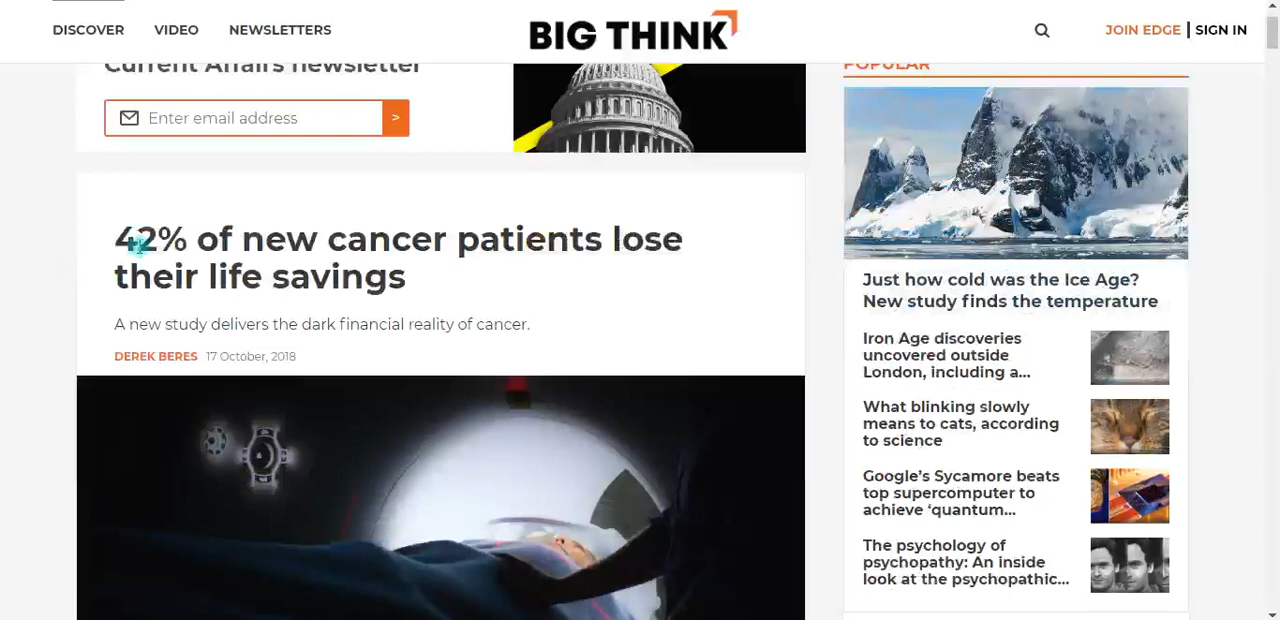 DISCOVER VIDEO NEWSLETTERS BIG THINK JOIN EDGE | SIGN IN
Current Affairs newsletter
Enter email address >
42% of new cancer patients lose
their life savings
A new study delivers the dark financial reality of cancer.
DEREK BERES 17 October, 2018
POPULAR
Just how cold was the Ice Age?
New study finds the temperature
Iron Age discoveries
uncovered outside
London, including a...
What blinking slowly
means to cats, according
to science
Google's Sycamore beats
top supercomputer to
achieve ‘quantum...
The psychology of
psychopathy: An inside
look at the psychopathic...